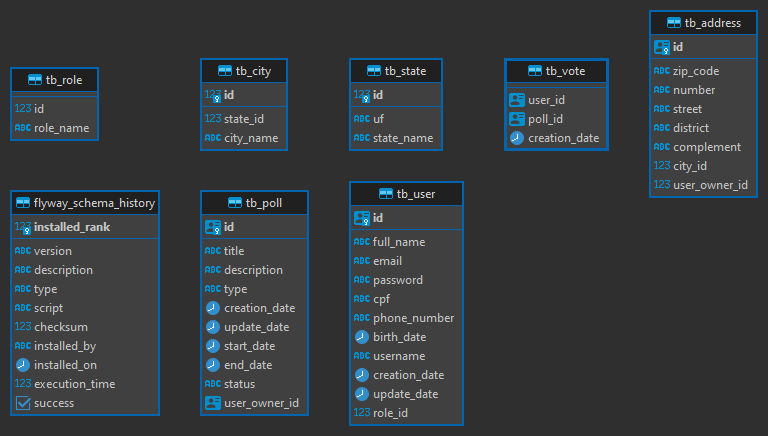 tb_role
123 id
ABC role_name
tb_city
123 id
123 state_id
ABC city_name
tb_state
123 id
ABC uf
ABC state_name
tb_vote
user_id
poll_id
creation_date
tb_address
id
ABC zip_code
ABC number
ABC street
ABC district
ABC complement
123 city_id
123 user_owner_id
flyway_schema_history
123 installed_rank
ABC version
ABC description
ABC type
ABC script
123 checksum
ABC installed_by
installed_on
123 execution_time
success
tb_poll
id
ABC title
ABC description
ABC type
creation_date
update_date
start_date
end_date
ABC status
user_owner_id
tb_user
id
ABC full_name
ABC email
ABC password
ABC cpf
ABC phone_number
birth_date
ABC username
creation_date
update_date
123 role_id